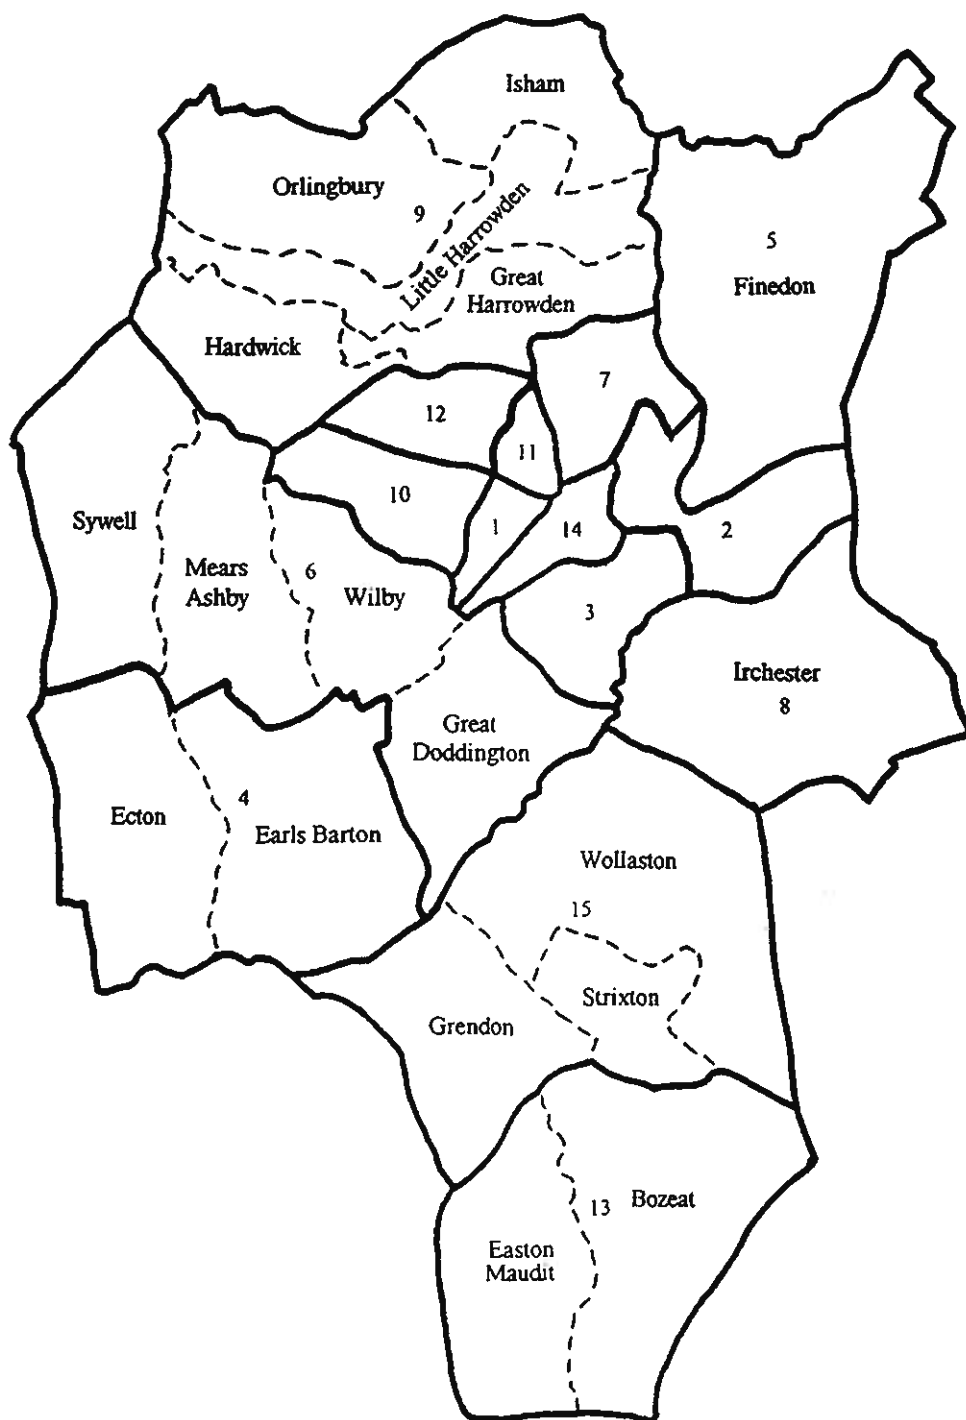 Isham
Orlingbury
9
Little Harrowden
5
Finedon
Great
Harrowden
Hardwick
7
12
11
10
Sywell
1
14
2
Mears
Ashby
6
Wilby
3
Irchester
8
Great
Doddington
Ecton
4
Earls Barton
Wollaston
15
Strixton
Grendon
13
Bozeat
Easton
Maudit